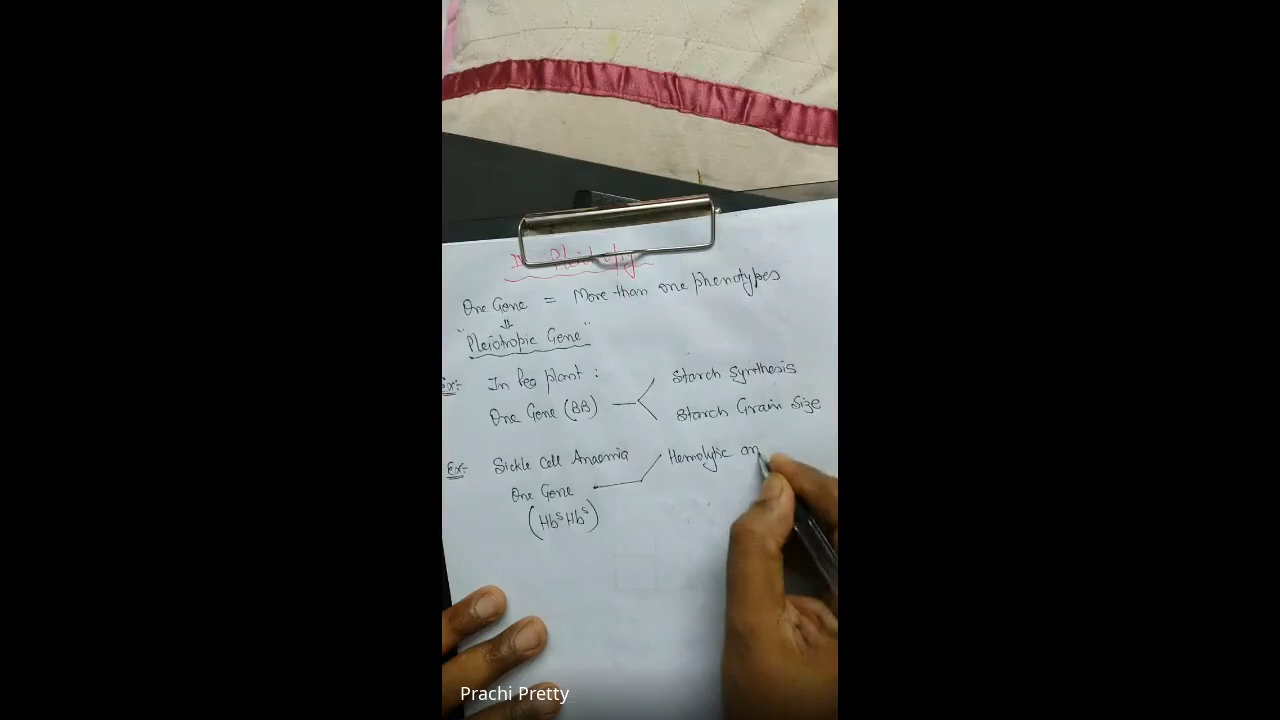 Pleiotropy
One Gene = More than one phenotypes
"Pleiotropic Gene"
Ex:- In Pea plant :
One Gene (BB) Starch Synthesis
Starch Grain Size
Ex:- Sickle Cell Anaemia Hemolytic an
One Gene
(HbˢHbˢ)
Prachi Pretty